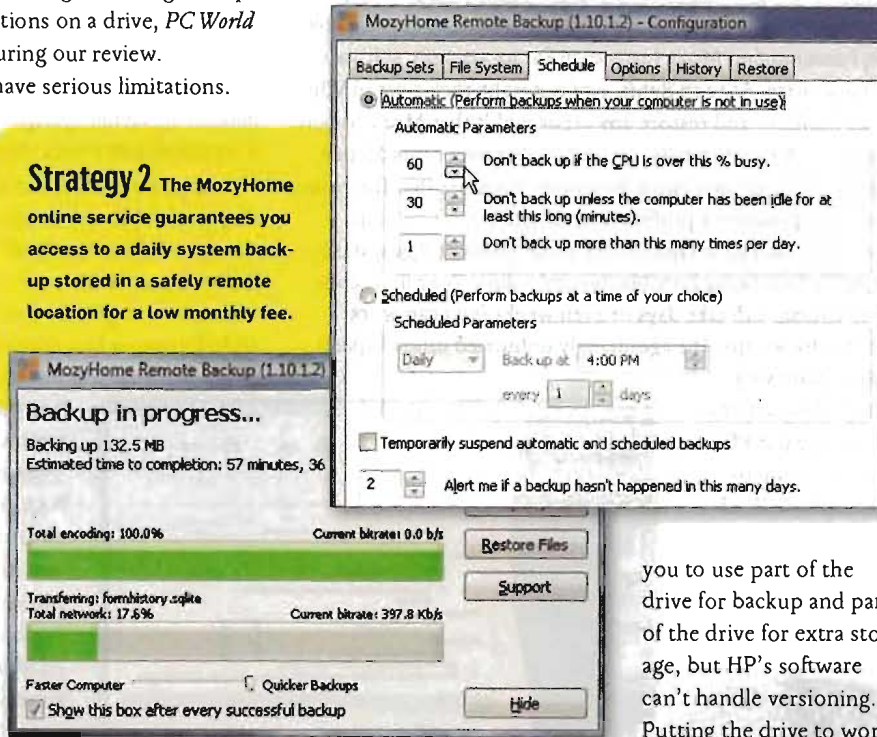 tions on a drive, PC World
uring our review.
have serious limitations.
Strategy 2 The MozyHome
online service guarantees you
access to a daily system back-
up stored in a safely remote
location for a low monthly fee.
MozyHome Remote Backup (1.10.1.2) - Configuration
Backup Sets File System Schedule Options History Restore
Automatic (Perform backups when your computer is not in use)
Automatic Parameters
60 Don't back up if the CPU is over this % busy.
30 Don't back up unless the computer has been idle for at
least this long (minutes).
1 Don't back up more than this many times per day.
Scheduled (Perform backups at a time of your choice)
Scheduled Parameters
Daily Back up at 4:00 PM
every 1 days
Temporarily suspend automatic and scheduled backups
2 Alert me if a backup hasn't happened in this many days.
MozyHome Remote Backup (1.10.1.2)
Backup in progress...
Backing up 132.5 MB
Estimated time to completion: 57 minutes, 36
Total encoding: 100.0% Current bitrate: 0.0 b/s
Restore Files
Support
Transferring: formhistory.sqlite
Total network: 17.6% Current bitrate: 397.8 Kb/s
Faster Computer Quicker Backups
Show this box after every successful backup
Hide
you to use part of the
drive for backup and par
of the drive for extra sto
age, but HP's software
can't handle versioning.
Putting the drive to wor